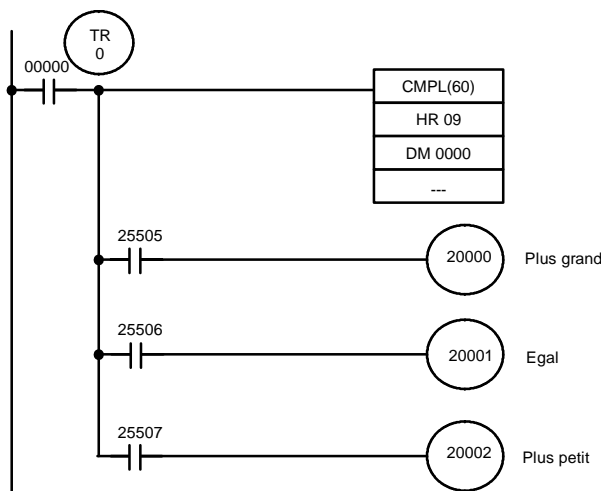 TR
0
00000
CMPL(60)
HR 09
DM 0000
---
25505
20000
Plus grand
25506
20001
Egal
25507
20002
Plus petit